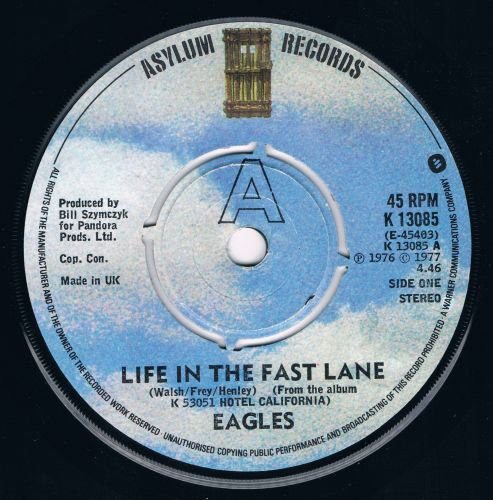 ASYLUM RECORDS
A
Produced by
Bill Szymczyk
for Pandora
Prods. Ltd.
Cop. Con.
Made in UK
45 RPM
K 13085
(E-45403)
K 13085 A
Ⓟ 1976 © 1977
4.46
SIDE ONE
STEREO
LIFE IN THE FAST LANE
(Walsh/Frey/Henley) (From the album
K 53051 HOTEL CALIFORNIA)
EAGLES
ALL RIGHTS OF THE MANUFACTURER AND OF THE OWNER OF THE RECORDED WORK RESERVED UNAUTHORISED COPYING PUBLIC PERFORMANCE AND BROADCASTING OF THIS RECORD PROHIBITED · A WARNER COMMUNICATIONS COMPANY